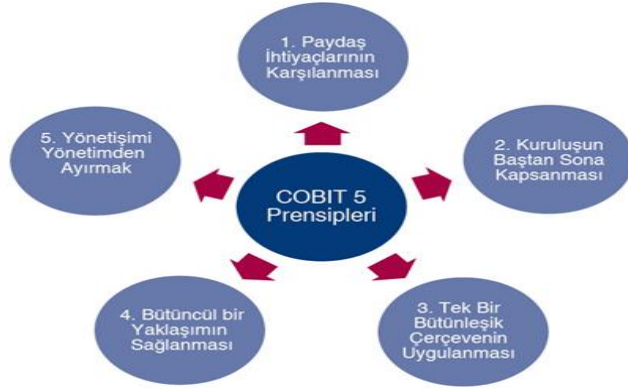 1. Paydaş
İhtiyaçlarının
Karşılanması
2. Kuruluşun
Baştan Sona
Kapsanması
3. Tek Bir
Bütünleşik
Çerçevenin
Uygulanması
4. Bütüncül bir
Yaklaşımın
Sağlanması
5. Yönetişimi
Yönetimden
Ayırmak
COBIT 5
Prensipleri